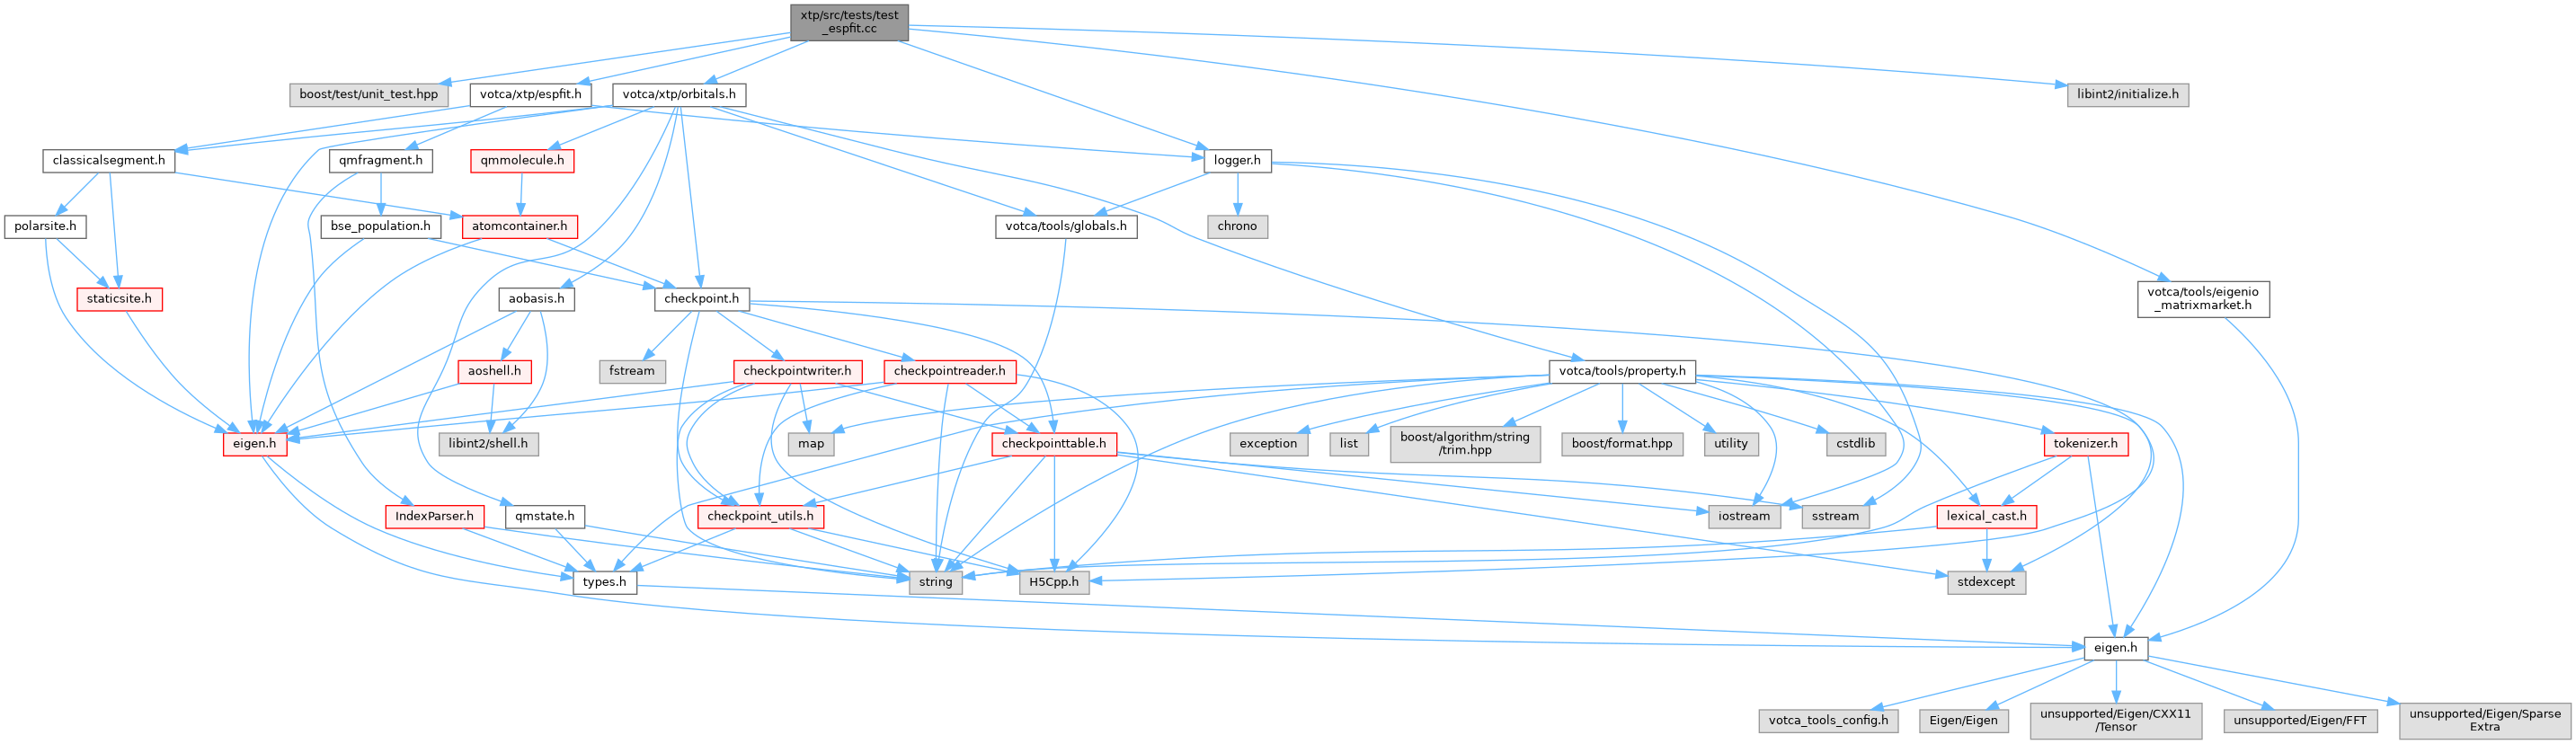 xtp/src/tests/test
_espfit.cc
boost/test/unit_test.hpp
votca/xtp/espfit.h
votca/xtp/orbitals.h
libint2/initialize.h
classicalsegment.h
qmfragment.h
qmmolecule.h
logger.h
polarsite.h
bse_population.h
atomcontainer.h
votca/tools/globals.h
chrono
staticsite.h
aobasis.h
checkpoint.h
votca/tools/eigenio
_matrixmarket.h
fstream
aoshell.h
checkpointwriter.h
checkpointreader.h
votca/tools/property.h
eigen.h
libint2/shell.h
map
checkpointtable.h
exception
list
boost/algorithm/string
/trim.hpp
boost/format.hpp
utility
cstdlib
tokenizer.h
IndexParser.h
qmstate.h
checkpoint_utils.h
iostream
sstream
lexical_cast.h
types.h
string
H5Cpp.h
stdexcept
eigen.h
votca_tools_config.h
Eigen/Eigen
unsupported/Eigen/CXX11
/Tensor
unsupported/Eigen/FFT
unsupported/Eigen/Sparse
Extra